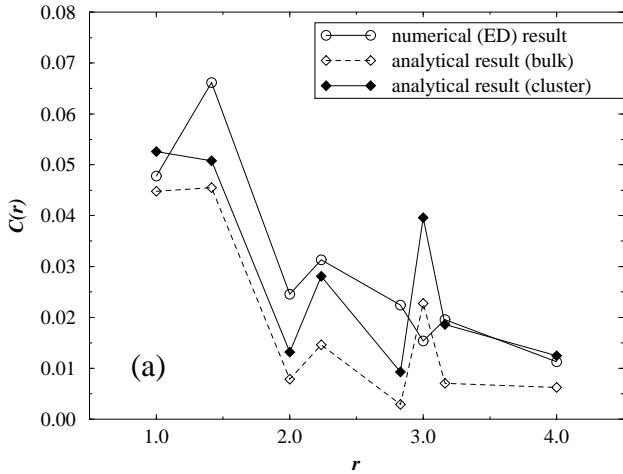 0.08
0.07
0.06
0.05
0.04
0.03
0.02
0.01
0.00
C(r)
numerical (ED) result
analytical result (bulk)
analytical result (cluster)
(a)
1.0 2.0 3.0 4.0
r